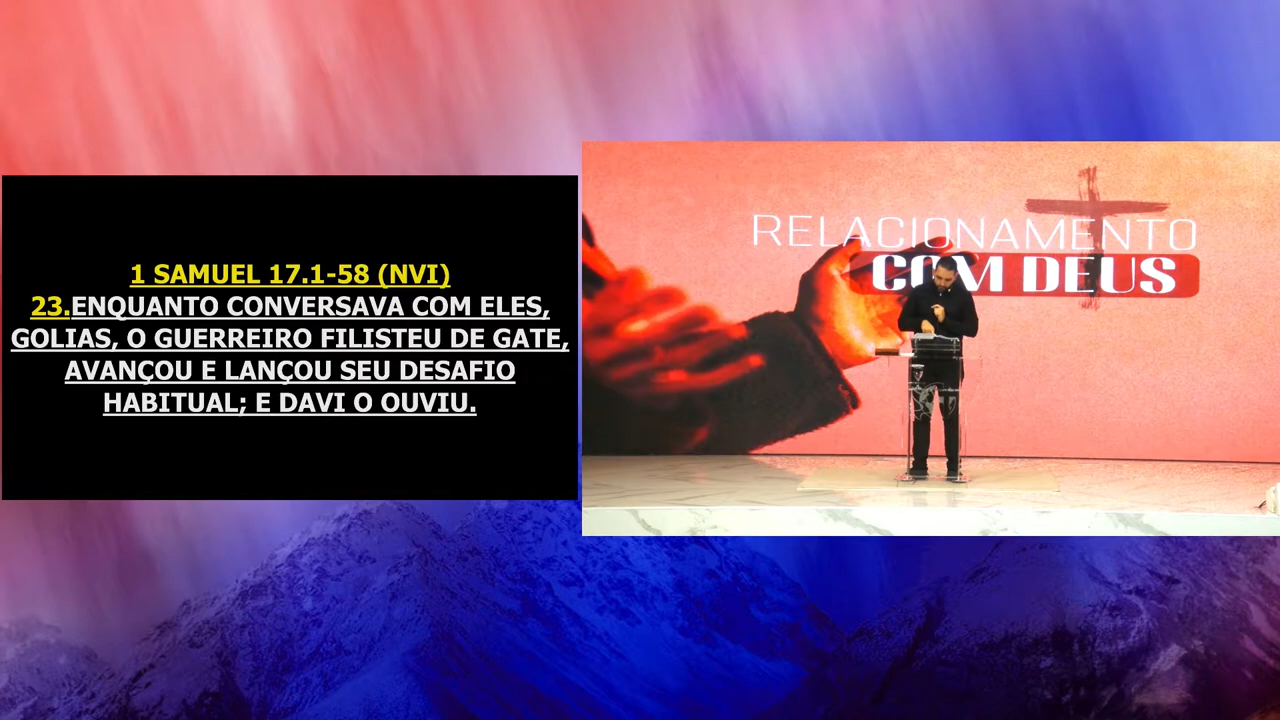 1 SAMUEL 17.1-58 (NVI)
23.ENQUANTO CONVERSAVA COM ELES,
GOLIAS, O GUERREIRO FILISTEU DE GATE,
AVANÇOU E LANÇOU SEU DESAFIO
HABITUAL; E DAVI O OUVIU.
RELACIONAMENTO
COM DEUS